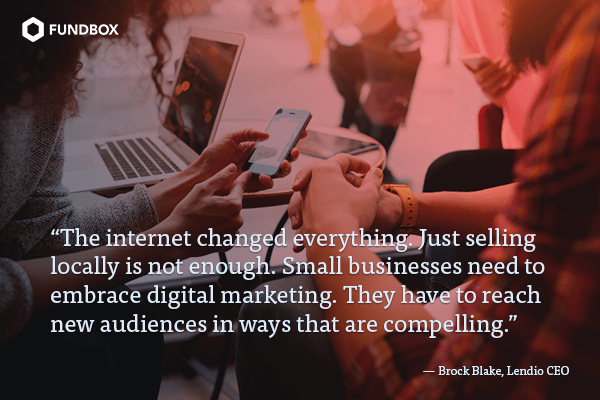 FUNDBOX
“The internet changed everything. Just selling
locally is not enough. Small businesses need to
embrace digital marketing. They have to reach
new audiences in ways that are compelling.”
— Brock Blake, Lendio CEO